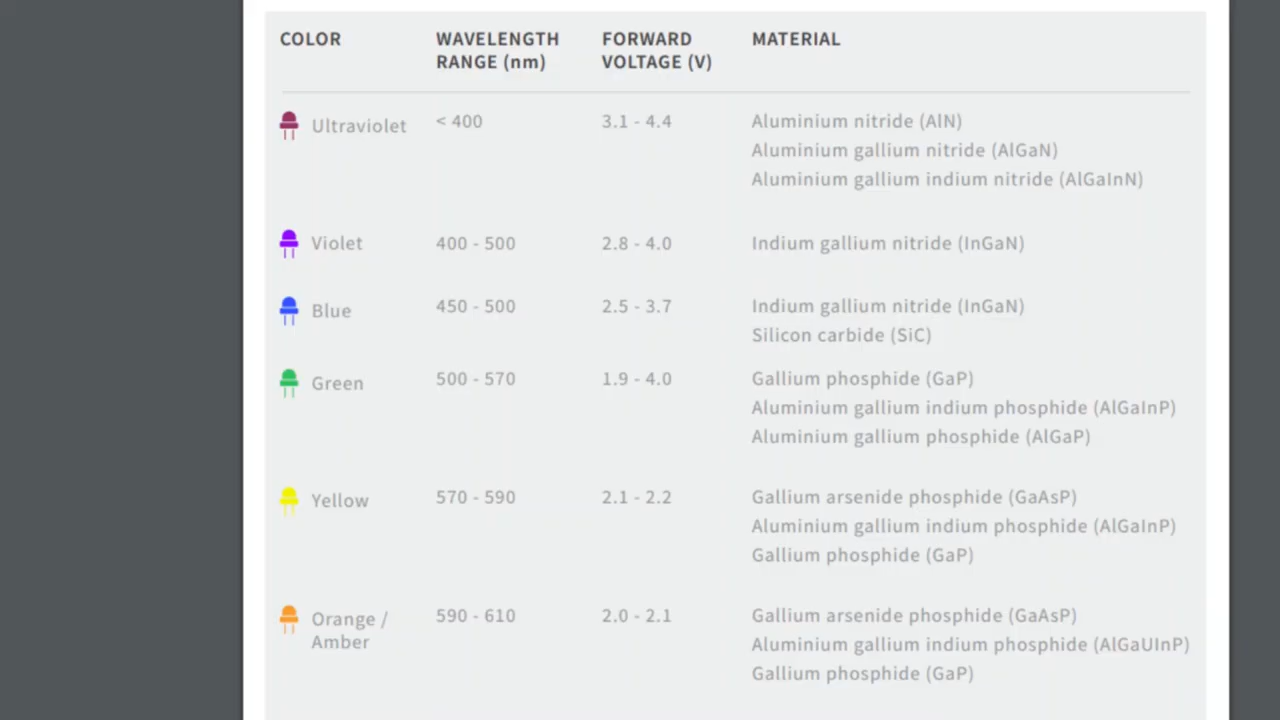 COLOR WAVELENGTH RANGE (nm) FORWARD VOLTAGE (V) MATERIAL
Ultraviolet < 400 3.1 - 4.4 Aluminium nitride (AlN)
Aluminium gallium nitride (AlGaN)
Aluminium gallium indium nitride (AlGaInN)
Violet 400 - 500 2.8 - 4.0 Indium gallium nitride (InGaN)
Blue 450 - 500 2.5 - 3.7 Indium gallium nitride (InGaN)
Silicon carbide (SiC)
Green 500 - 570 1.9 - 4.0 Gallium phosphide (GaP)
Aluminium gallium indium phosphide (AlGaInP)
Aluminium gallium phosphide (AlGaP)
Yellow 570 - 590 2.1 - 2.2 Gallium arsenide phosphide (GaAsP)
Aluminium gallium indium phosphide (AlGaInP)
Gallium phosphide (GaP)
Orange / Amber 590 - 610 2.0 - 2.1 Gallium arsenide phosphide (GaAsP)
Aluminium gallium indium phosphide (AlGaUInP)
Gallium phosphide (GaP)